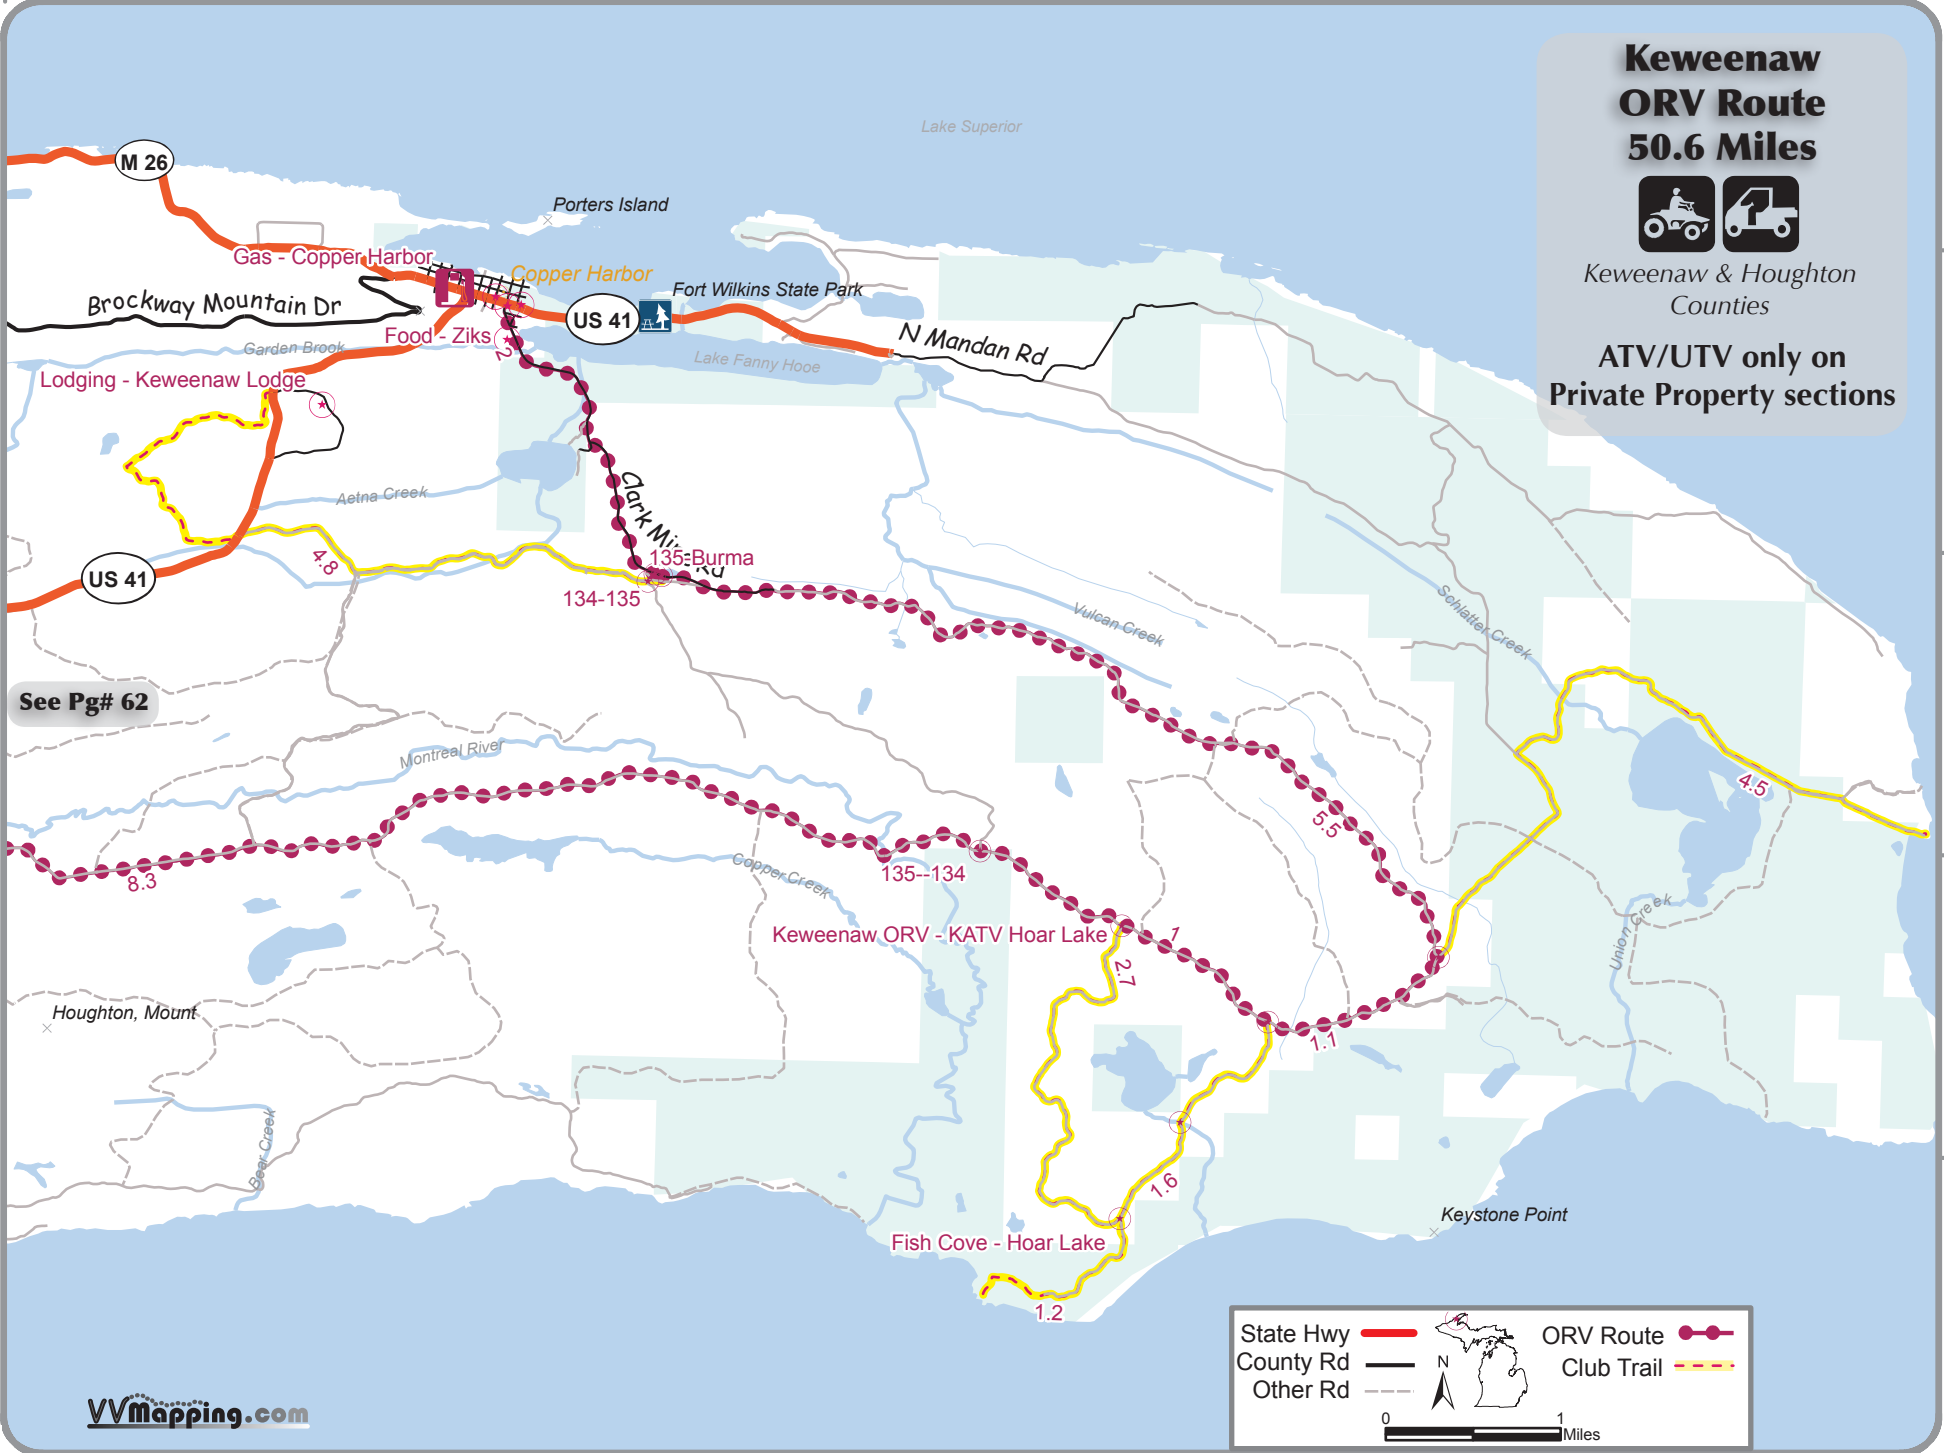 Keweenaw
ORV Route
50.6 Miles
Keweenaw & Houghton
Counties
ATV/UTV only on
Private Property sections
Lake Superior
M 26
Porters Island
Gas - Copper Harbor
Copper Harbor
Brockway Mountain Dr
US 41
Fort Wilkins State Park
Food - Ziks
N Mandan Rd
Garden Brook
2
Lake Fanny Hooe
Lodging - Keweenaw Lodge
Aetna Creek
Clark Mine Rd
4.8
135-Burma
US 41
134-135
Vulcan Creek
Schlatter Creek
See Pg# 62
Montreal River
4.5
5.5
8.3
Copper Creek
135--134
Union Creek
Keweenaw ORV - KATV Hoar Lake
1
2.7
Houghton, Mount
1.1
Bear Creek
1.6
Keystone Point
Fish Cove - Hoar Lake
1.2
State Hwy
County Rd
Other Rd
N
ORV Route
Club Trail
0 1
Miles
VVMapping.com